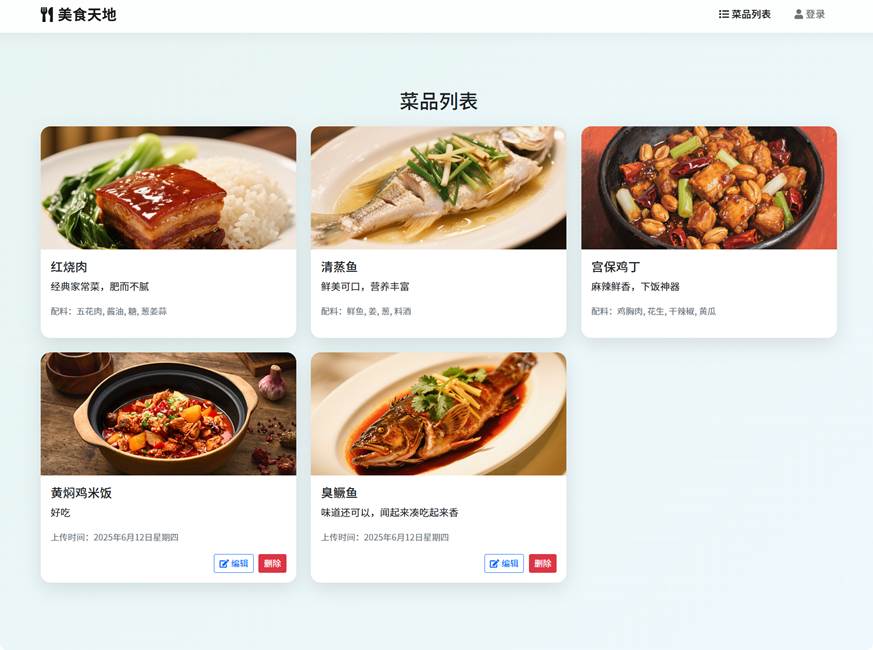 美食天地
菜品列表
登录
菜品列表
红烧肉
经典家常菜，肥而不腻
配料：五花肉, 酱油, 糖, 葱姜蒜
清蒸鱼
鲜美可口，营养丰富
配料：鲜鱼, 姜, 葱, 料酒
宫保鸡丁
麻辣鲜香，下饭神器
配料：鸡胸肉, 花生, 干辣椒, 黄瓜
黄焖鸡米饭
好吃
上传时间：2025年6月12日星期四
编辑
删除
臭鳜鱼
味道还可以，闻起来凑吃起来香
上传时间：2025年6月12日星期四
编辑
删除